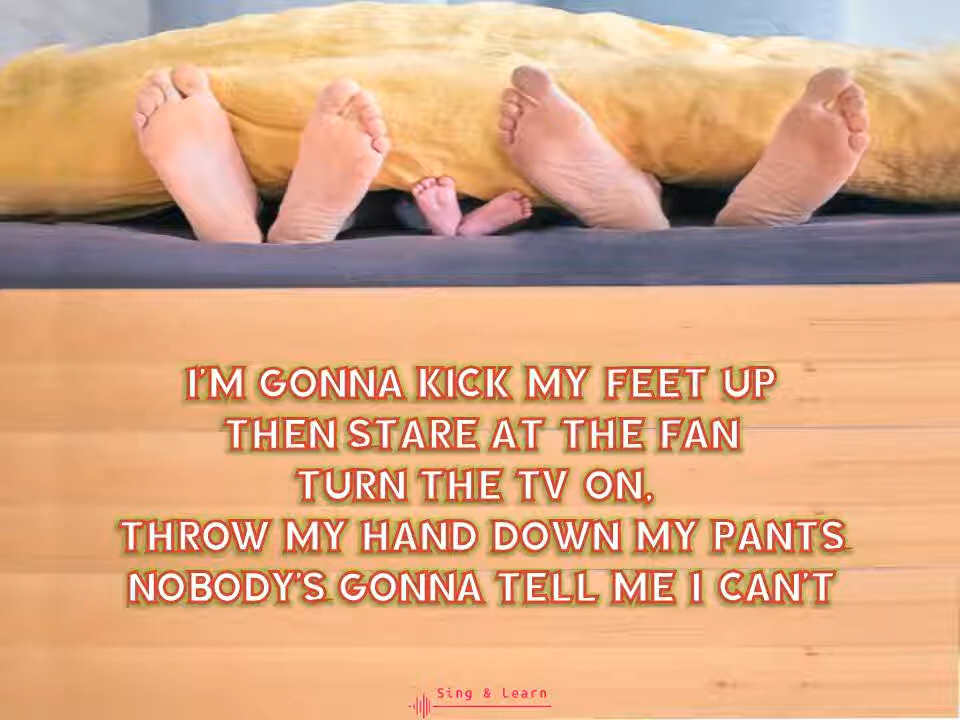 I'M GONNA KICK MY FEET UP
THEN STARE AT THE FAN
TURN THE TV ON,
THROW MY HAND DOWN MY PANTS
NOBODY'S GONNA TELL ME I CAN'T
Sing & Learn